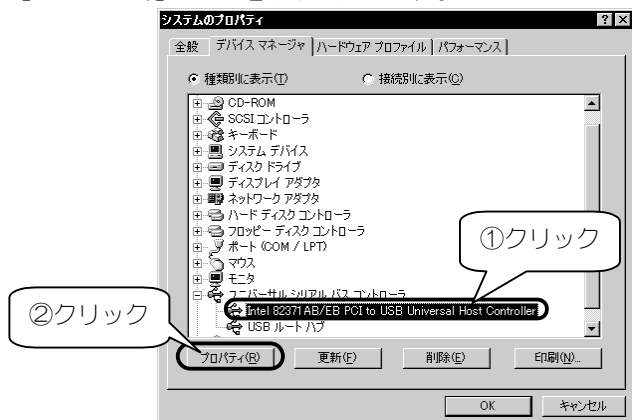 システムのプロパティ
全般 デバイス マネージャ ハードウェア プロファイル パフォーマンス
種類別に表示(T) 接続別に表示(C)
CD-ROM
SCSI コントローラ
キーボード
システム デバイス
ディスク ドライブ
ディスプレイ アダプタ
ネットワーク アダプタ
ハード ディスク コントローラ
フロッピー ディスク コントローラ
ポート (COM / LPT)
マウス
モニタ
ユニバーサル シリアル バス コントローラ
Intel 82371AB/EB PCI to USB Universal Host Controller
USB ルート ハブ
①クリック
②クリック
プロパティ(R) 更新(F) 削除(E) 印刷(N)...
OK キャンセル